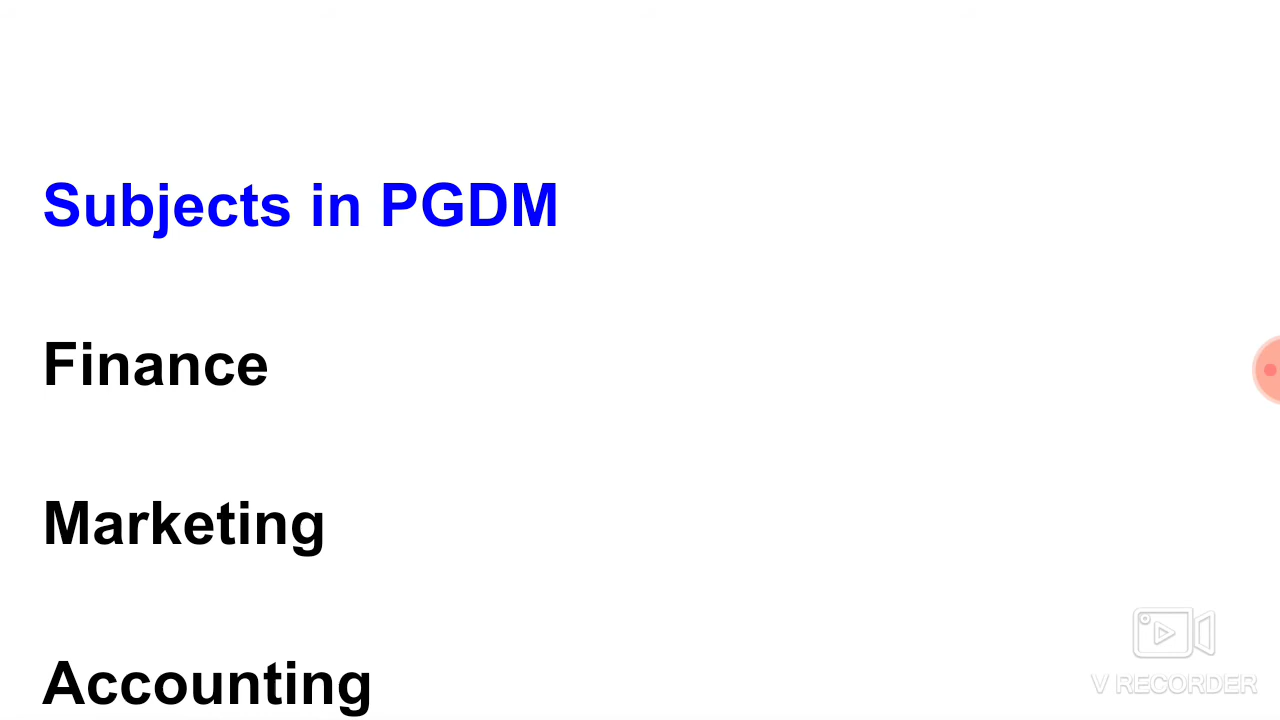 Subjects in PGDM
Finance
Marketing
Accounting
V RECORDER